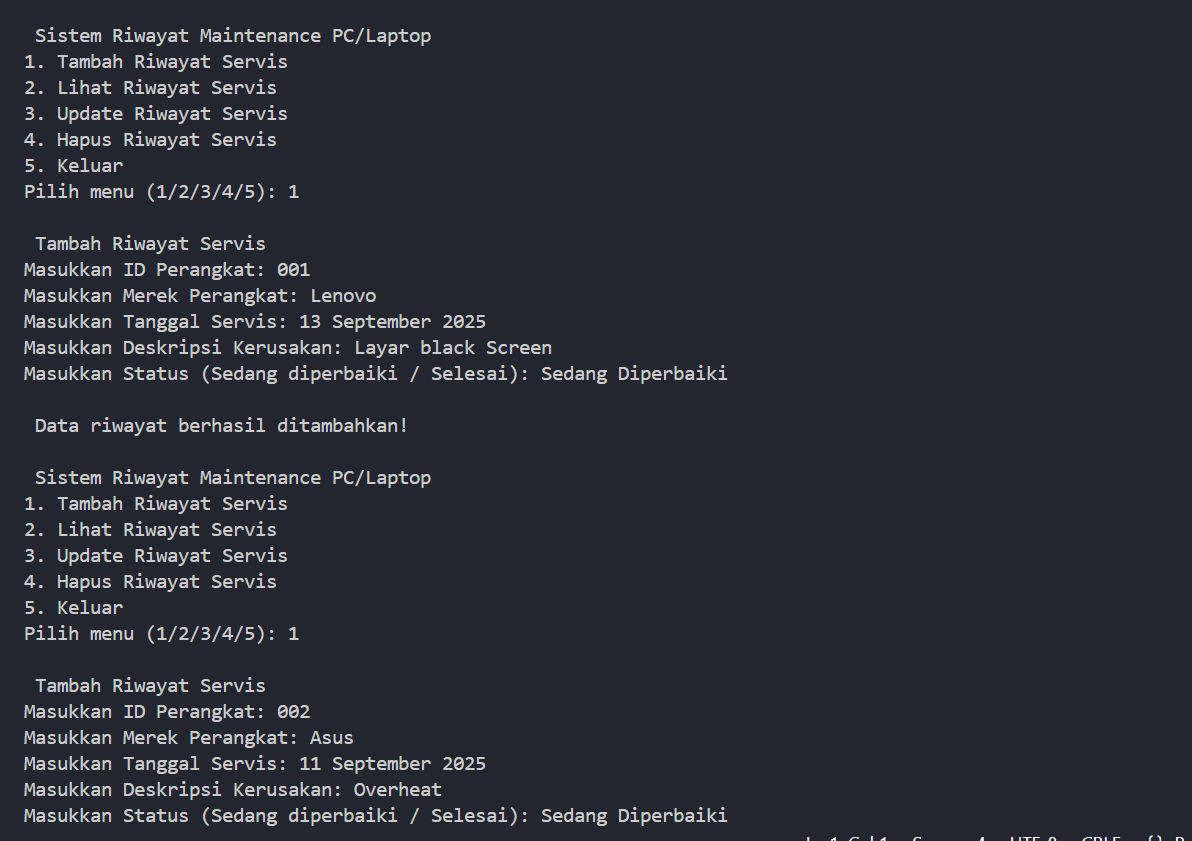 Sistem Riwayat Maintenance PC/Laptop
1. Tambah Riwayat Servis
2. Lihat Riwayat Servis
3. Update Riwayat Servis
4. Hapus Riwayat Servis
5. Keluar
Pilih menu (1/2/3/4/5): 1
Tambah Riwayat Servis
Masukkan ID Perangkat: 001
Masukkan Merek Perangkat: Lenovo
Masukkan Tanggal Servis: 13 September 2025
Masukkan Deskripsi Kerusakan: Layar black Screen
Masukkan Status (Sedang diperbaiki / Selesai): Sedang Diperbaiki
Data riwayat berhasil ditambahkan!
Sistem Riwayat Maintenance PC/Laptop
1. Tambah Riwayat Servis
2. Lihat Riwayat Servis
3. Update Riwayat Servis
4. Hapus Riwayat Servis
5. Keluar
Pilih menu (1/2/3/4/5): 1
Tambah Riwayat Servis
Masukkan ID Perangkat: 002
Masukkan Merek Perangkat: Asus
Masukkan Tanggal Servis: 11 September 2025
Masukkan Deskripsi Kerusakan: Overheat
Masukkan Status (Sedang diperbaiki / Selesai): Sedang Diperbaiki